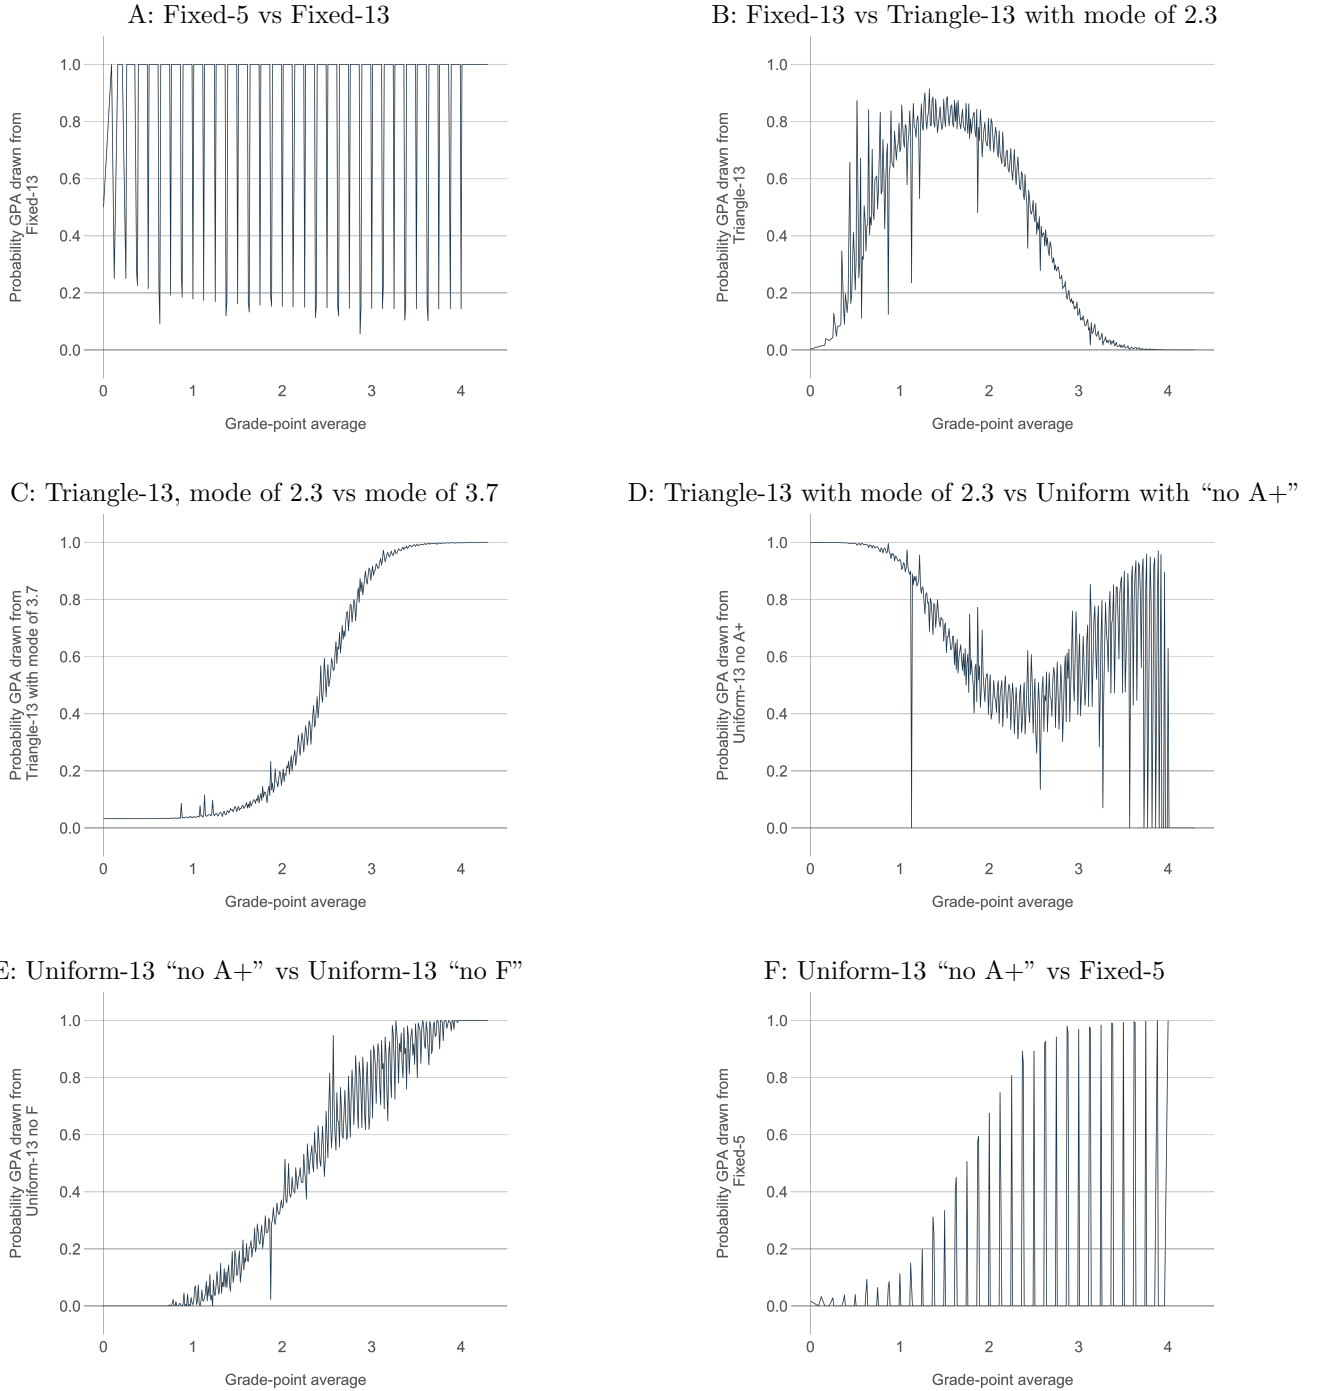 A: Fixed-5 vs Fixed-13
1.0
0.8
0.6
0.4
0.2
0.0
0
1
2
3
4
Probability GPA drawn from
Fixed-13
Grade-point average
B: Fixed-13 vs Triangle-13 with mode of 2.3
1.0
0.8
0.6
0.4
0.2
0.0
0
1
2
3
4
Probability GPA drawn from
Triangle-13
Grade-point average
C: Triangle-13, mode of 2.3 vs mode of 3.7
1.0
0.8
0.6
0.4
0.2
0.0
0
1
2
3
4
Probability GPA drawn from
Triangle-13 with mode of 3.7
Grade-point average
D: Triangle-13 with mode of 2.3 vs Uniform with “no A+”
1.0
0.8
0.6
0.4
0.2
0.0
0
1
2
3
4
Probability GPA drawn from
Uniform-13 no A+
Grade-point average
E: Uniform-13 “no A+” vs Uniform-13 “no F”
1.0
0.8
0.6
0.4
0.2
0.0
0
1
2
3
4
Probability GPA drawn from
Uniform-13 no F
Grade-point average
F: Uniform-13 “no A+” vs Fixed-5
1.0
0.8
0.6
0.4
0.2
0.0
0
1
2
3
4
Probability GPA drawn from
Fixed-5
Grade-point average